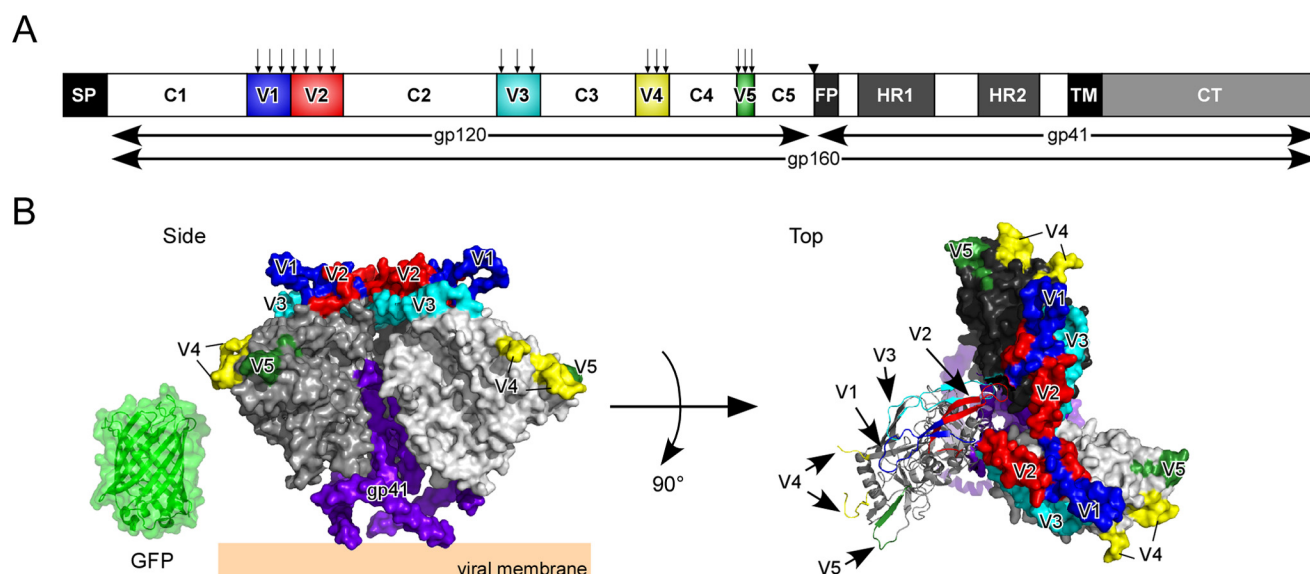 A
SP C1 V1 V2 C2 V3 C3 V4 C4 V5 C5 FP HR1 HR2 TM CT
gp120 gp41
gp160
B
Side Top
V4
V5
V1 V2 V2 V1
V1
V3 V3
V2
V3
V3
V4 V5
V5
V4
V1
V2
V4
V2
V5
V1
V3
gp41
90°
V4
V5
GFP
viral membrane